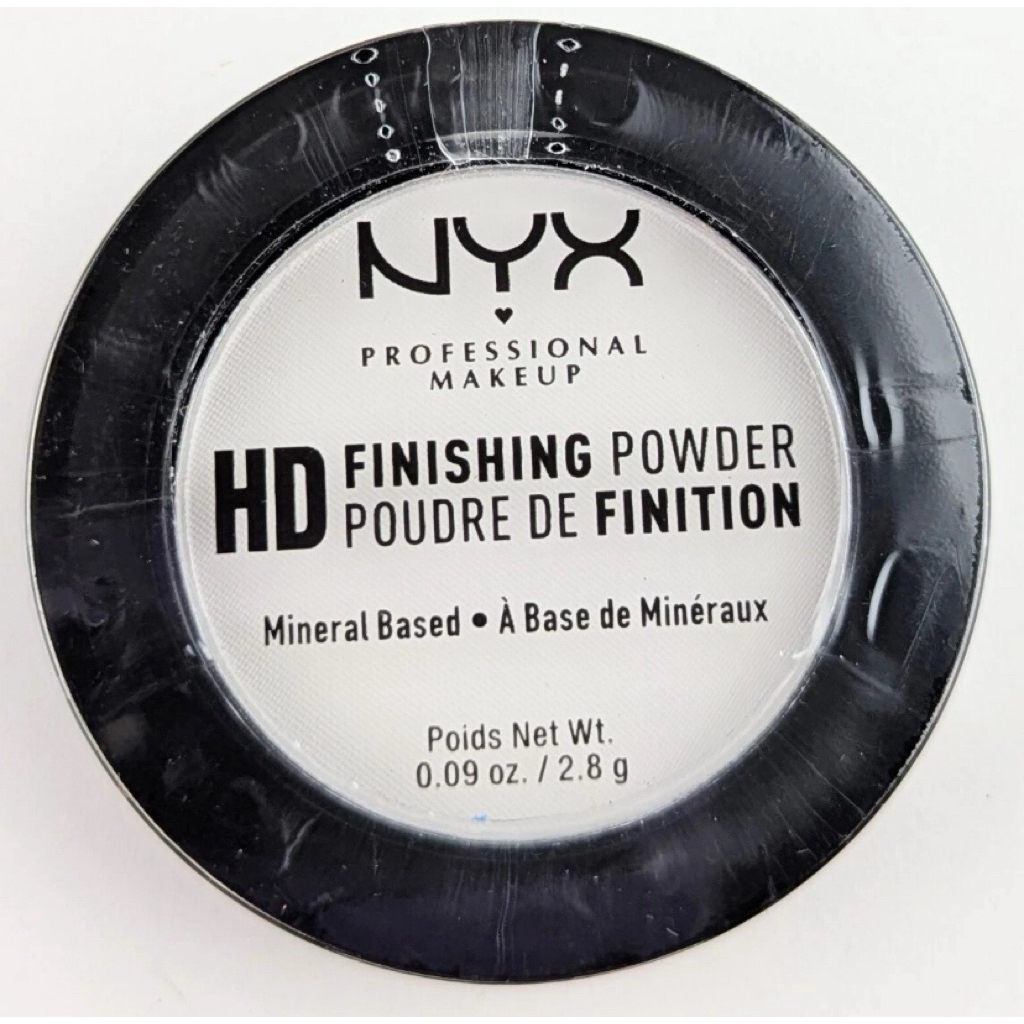 NYX
PROFESSIONAL
MAKEUP
HD FINISHING POWDER
POUDRE DE FINITION
Mineral Based • À Base de Minéraux
Poids Net Wt.
0.09 oz. / 2.8 g